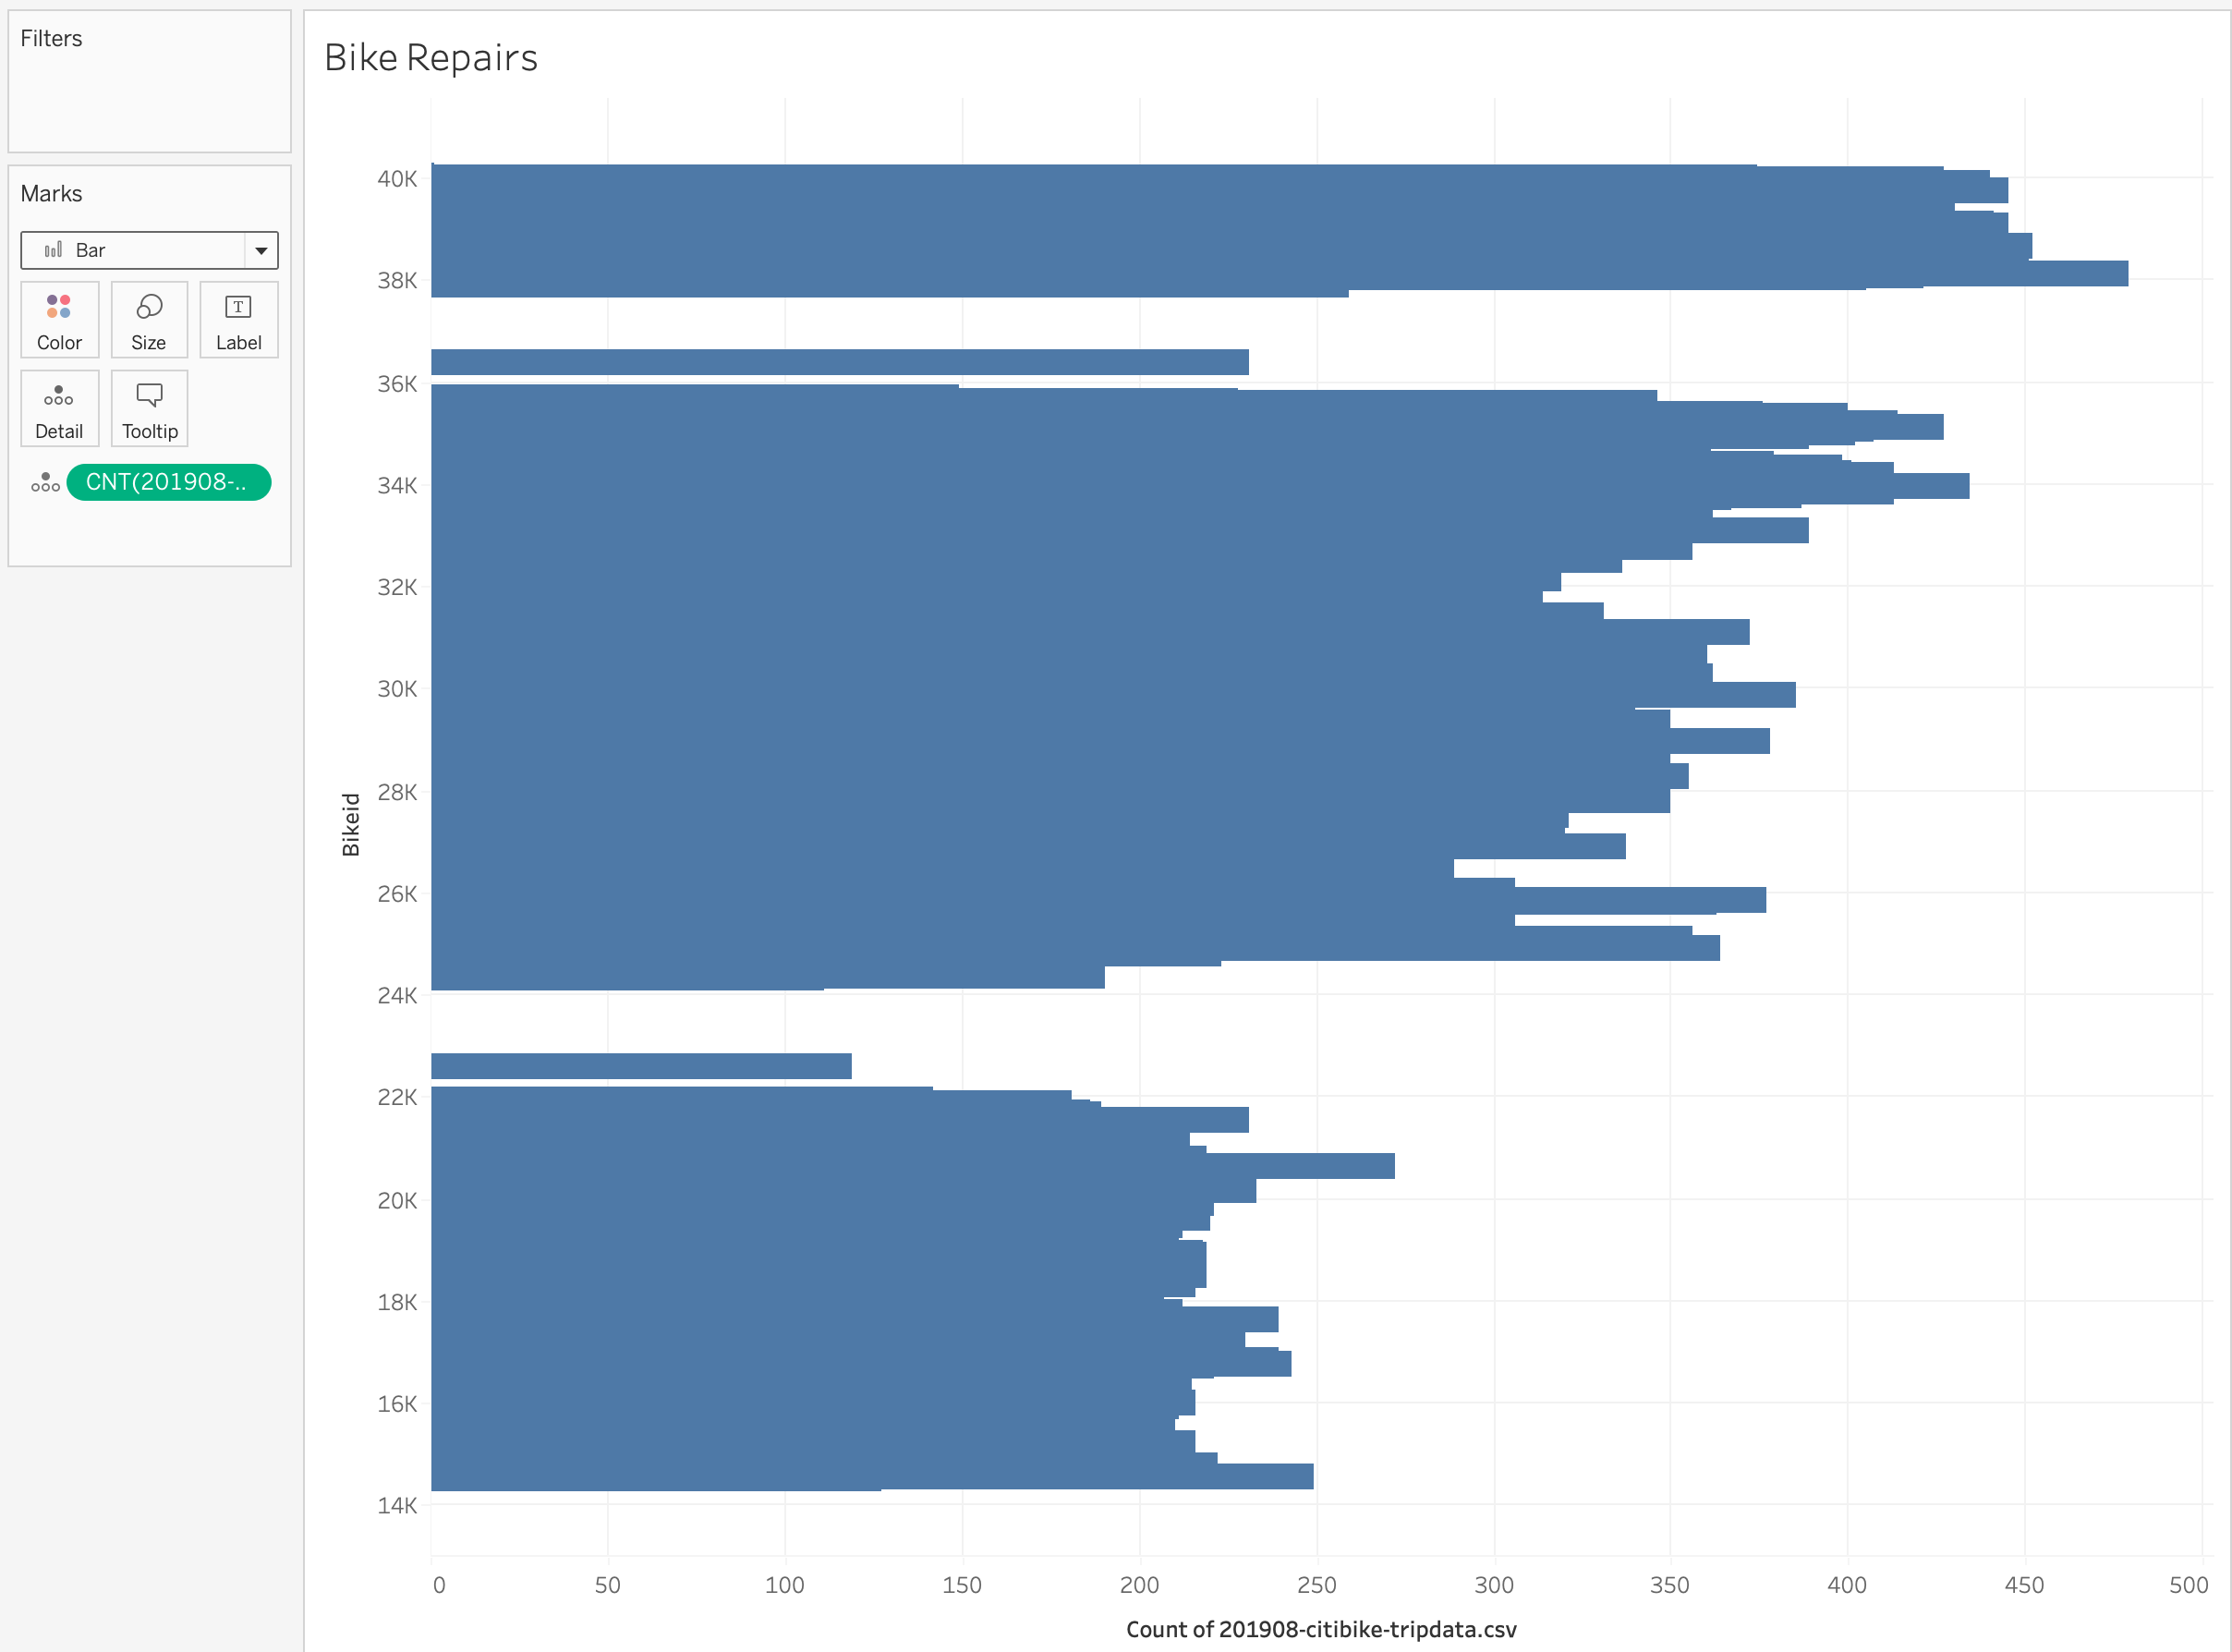 Filters
Marks
Bar
Color Size Label
Detail Tooltip
CNT(201908-..
Bike Repairs
Bikeid
40K
38K
36K
34K
32K
30K
28K
26K
24K
22K
20K
18K
16K
14K
0 50 100 150 200 250 300 350 400 450 500
Count of 201908-citibike-tripdata.csv